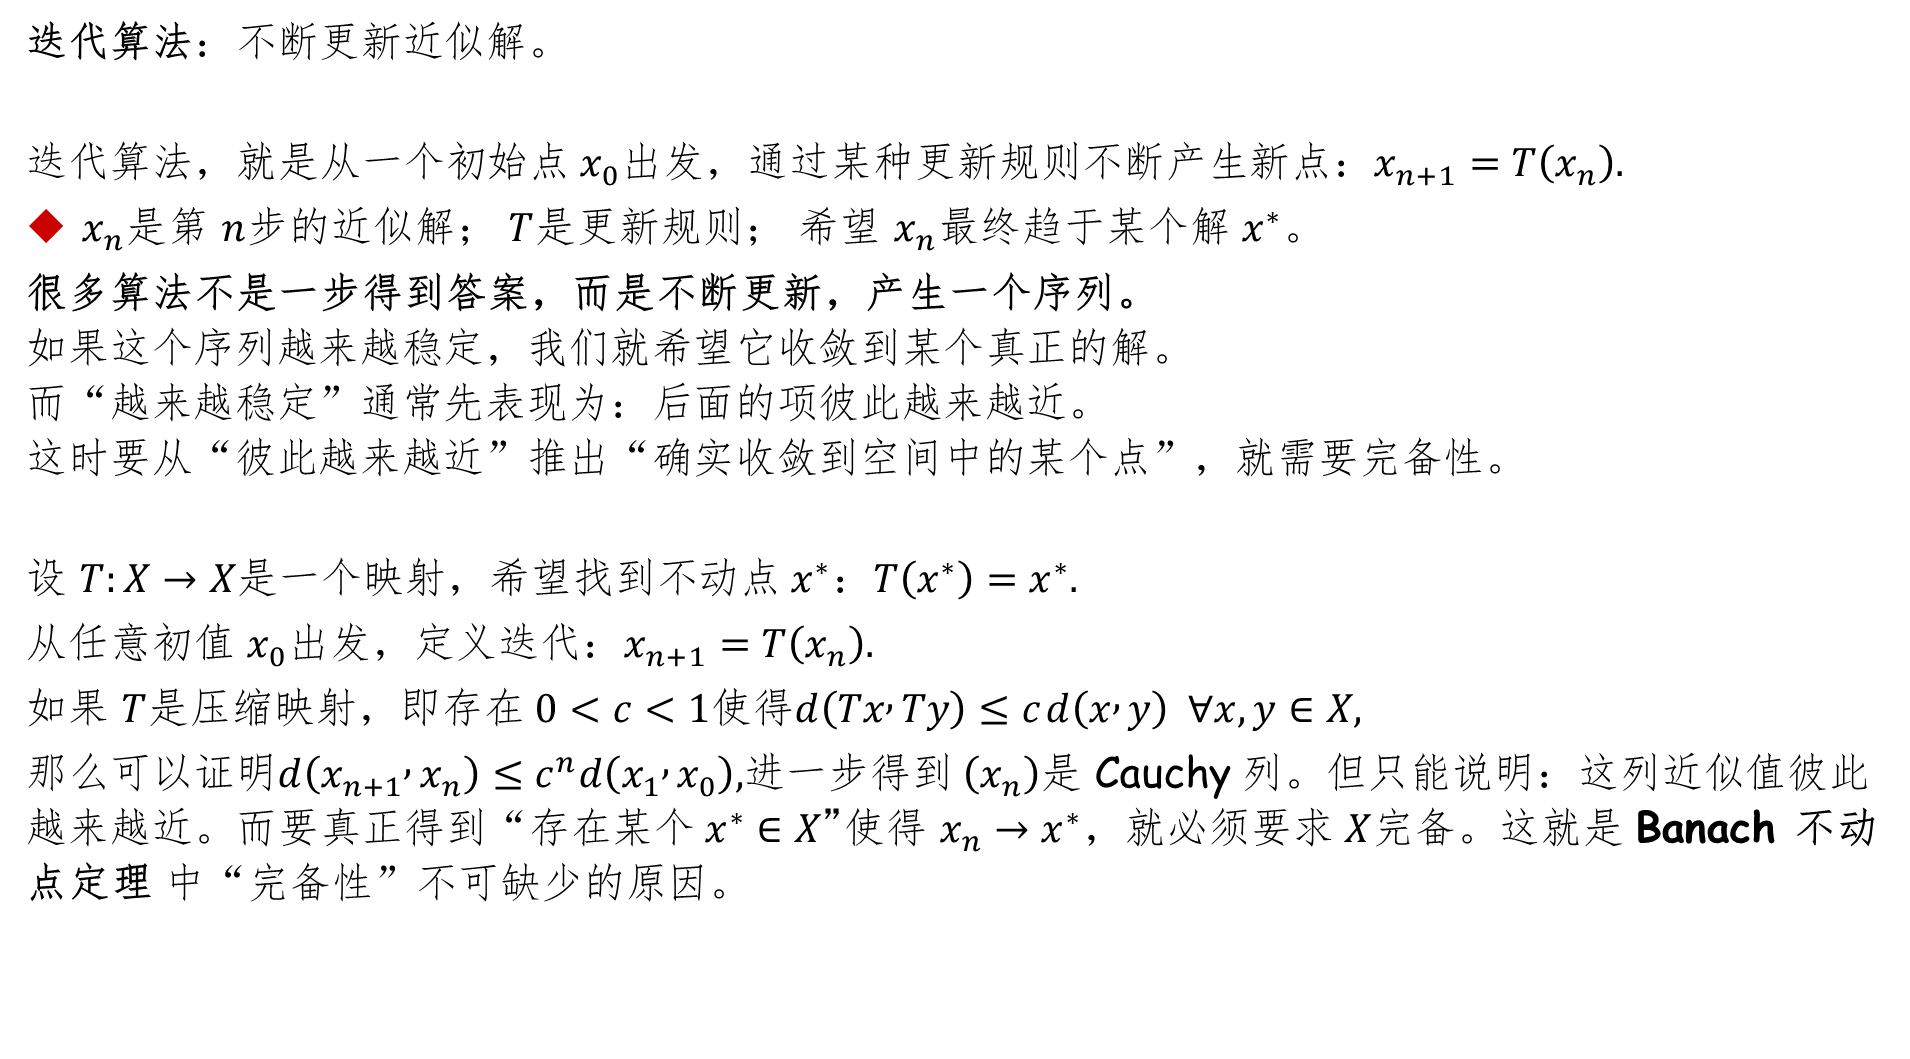 迭代算法：不断更新近似解。
迭代算法，就是从一个初始点 x₀出发，通过某种更新规则不断产生新点：xₙ₊₁ = T(xₙ).
◆ xₙ是第 n步的近似解； T是更新规则； 希望 xₙ最终趋于某个解 x*。
很多算法不是一步得到答案，而是不断更新，产生一个序列。
如果这个序列越来越稳定，我们就希望它收敛到某个真正的解。
而“越来越稳定”通常先表现为：后面的项彼此越来越近。
这时要从“彼此越来越近”推出“确实收敛到空间中的某个点”，就需要完备性。
设 T: X → X是一个映射，希望找到不动点 x*：T(x*) = x*.
从任意初值 x₀出发，定义迭代：xₙ₊₁ = T(xₙ).
如果 T是压缩映射，即存在 0 < c < 1使得d(Tx, Ty) ≤ c d(x, y) ∀x, y ∈ X,
那么可以证明d(xₙ₊₁, xₙ) ≤ cⁿd(x₁, x₀),进一步得到 (xₙ)是 Cauchy 列。但只能说明：这列近似值彼此
越来越近。而要真正得到“存在某个 x* ∈ X”使得 xₙ → x*，就必须要求 X完备。这就是 Banach 不动
点定理 中“完备性”不可缺少的原因。